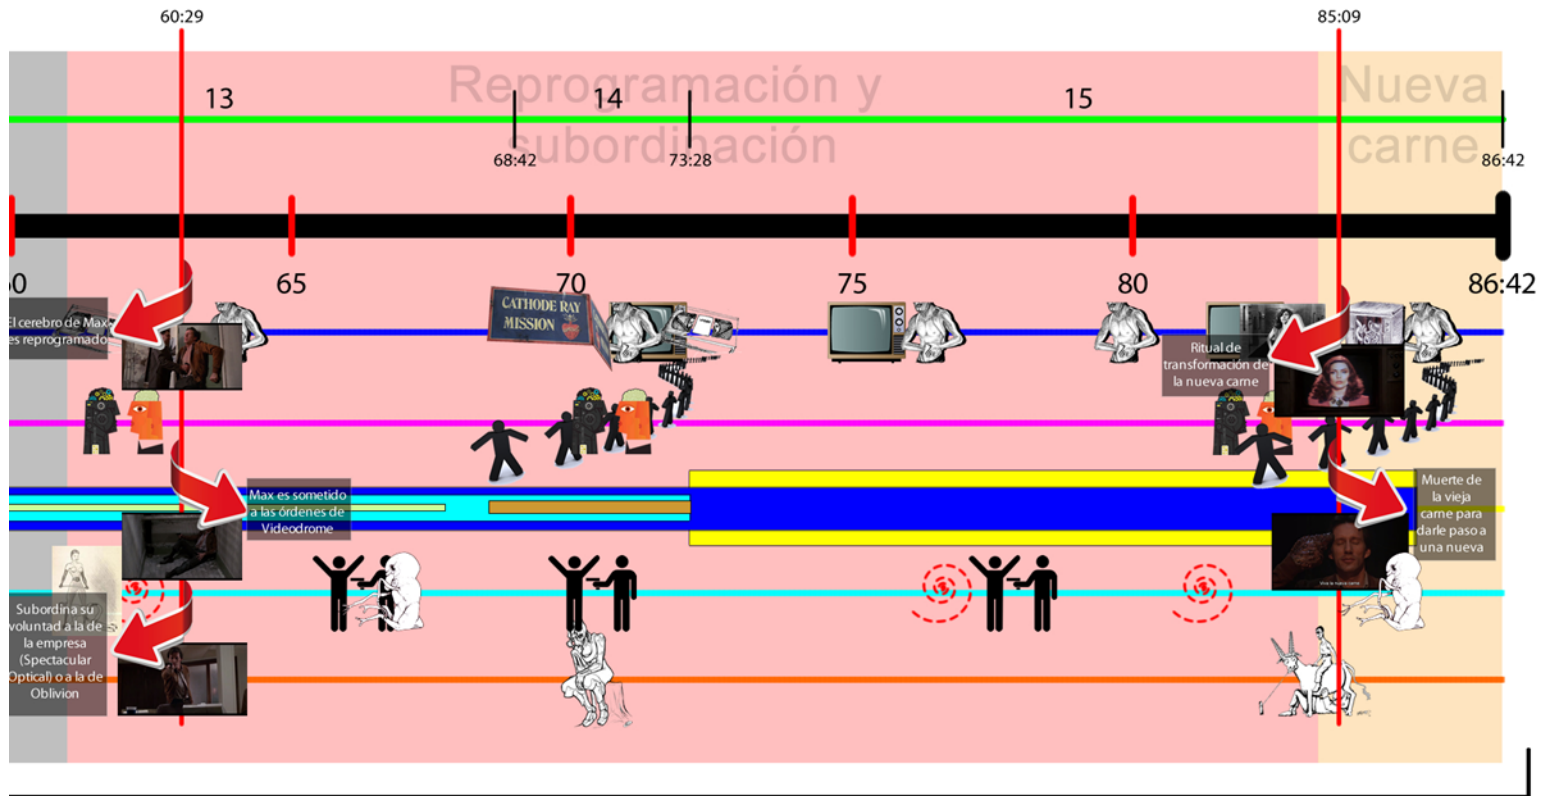 60:29
85:09
Reprogramación y
subordinación
Nueva
carne
13
14
15
68:42
73:28
86:42
0
65
70
75
80
86:42
El cerebro de Max
es reprogramado
CATHODE RAY
MISSION
Ritual de
transformación de
la nueva carne
Max es sometido
a las órdenes de
Videodrome
Muerte de
la vieja
carne para
darle paso a
una nueva
Subordina su
voluntad a la de
la empresa
(Spectacular
Optical) o a la de
Oblivion